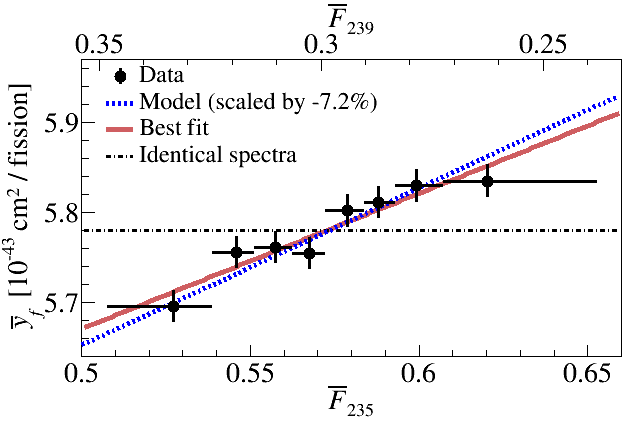 F̅ 239
0.35 0.3 0.25
Data
Model (scaled by -7.2%)
Best fit
Identical spectra
y̅f [10⁻⁴³ cm² / fission]
5.9
5.8
5.7
0.5 0.55 0.6 0.65
F̅ 235